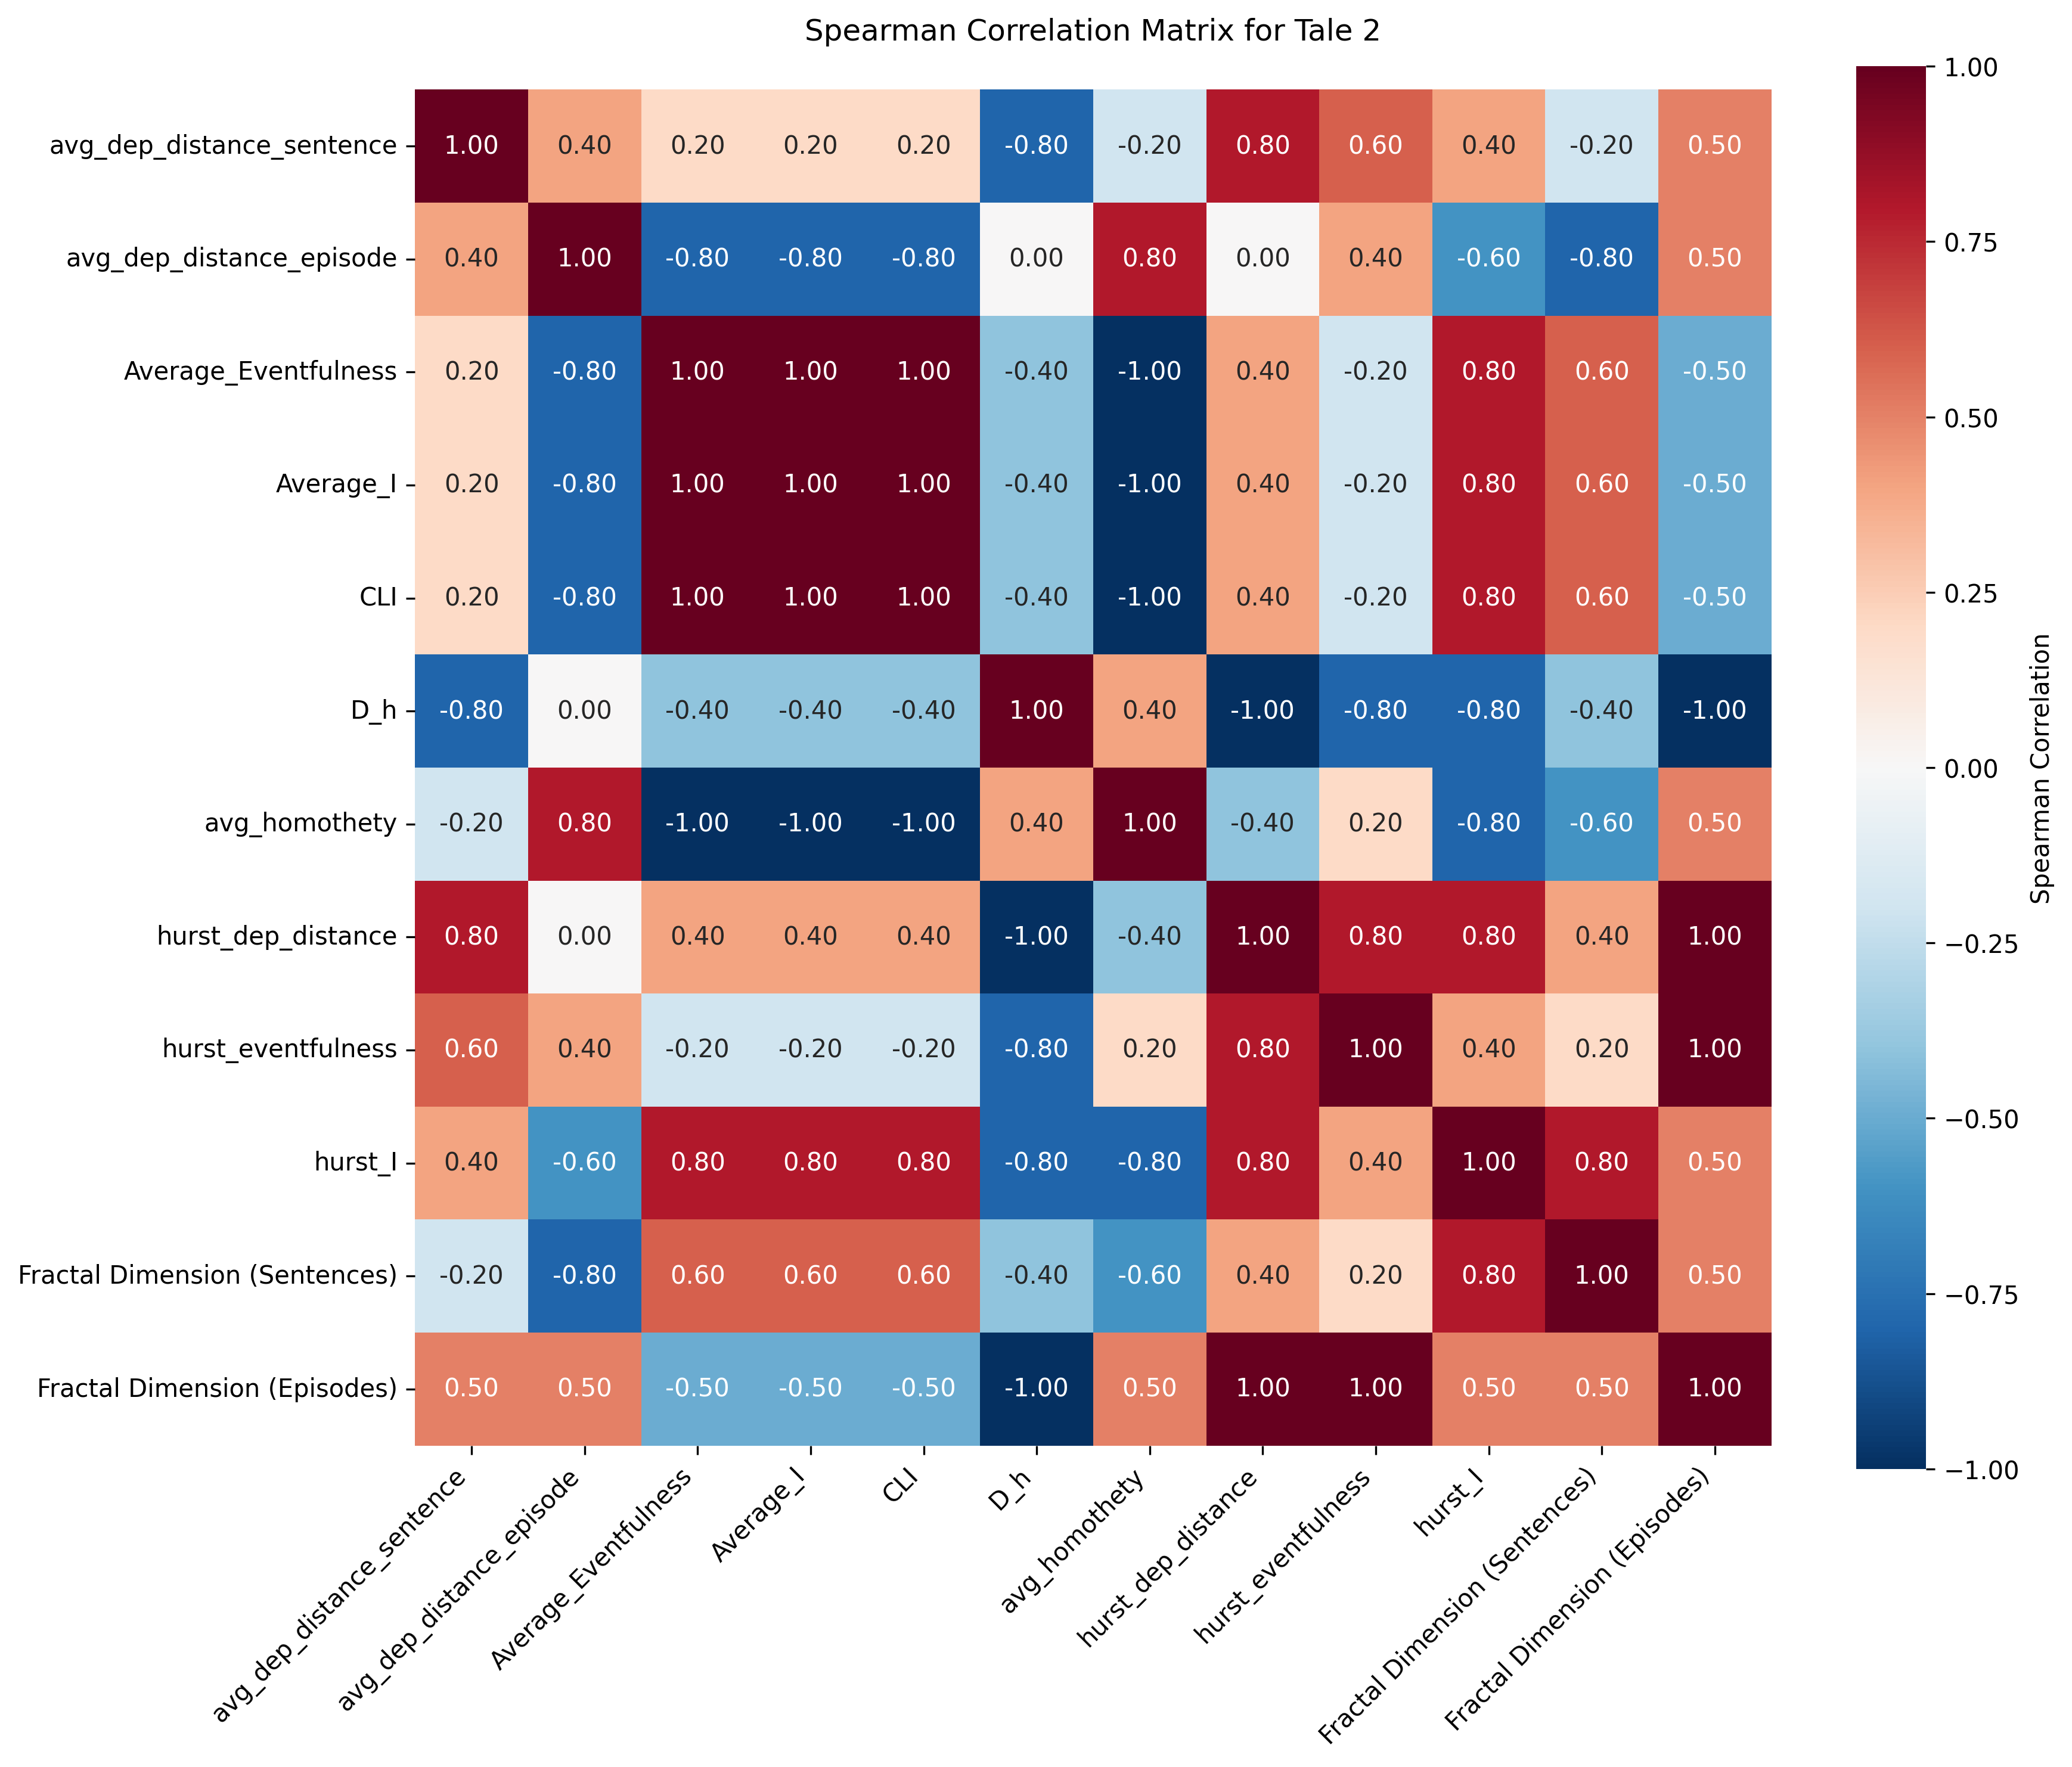 Spearman Correlation Matrix for Tale 2
avg_dep_distance_sentence 1.00 0.40 0.20 0.20 0.20 -0.80 -0.20 0.80 0.60 0.40 -0.20 0.50
avg_dep_distance_episode 0.40 1.00 -0.80 -0.80 -0.80 0.00 0.80 0.00 0.40 -0.60 -0.80 0.50
Average_Eventfulness 0.20 -0.80 1.00 1.00 1.00 -0.40 -1.00 0.40 -0.20 0.80 0.60 -0.50
Average_I 0.20 -0.80 1.00 1.00 1.00 -0.40 -1.00 0.40 -0.20 0.80 0.60 -0.50
CLI 0.20 -0.80 1.00 1.00 1.00 -0.40 -1.00 0.40 -0.20 0.80 0.60 -0.50
D_h -0.80 0.00 -0.40 -0.40 -0.40 1.00 0.40 -1.00 -0.80 -0.80 -0.40 -1.00
avg_homothety -0.20 0.80 -1.00 -1.00 -1.00 0.40 1.00 -0.40 0.20 -0.80 -0.60 0.50
hurst_dep_distance 0.80 0.00 0.40 0.40 0.40 -1.00 -0.40 1.00 0.80 0.80 0.40 1.00
hurst_eventfulness 0.60 0.40 -0.20 -0.20 -0.20 -0.80 0.20 0.80 1.00 0.40 0.20 1.00
hurst_I 0.40 -0.60 0.80 0.80 0.80 -0.80 -0.80 0.80 0.40 1.00 0.80 0.50
Fractal Dimension (Sentences) -0.20 -0.80 0.60 0.60 0.60 -0.40 -0.60 0.40 0.20 0.80 1.00 0.50
Fractal Dimension (Episodes) 0.50 0.50 -0.50 -0.50 -0.50 -1.00 0.50 1.00 1.00 0.50 0.50 1.00
avg_dep_distance_sentence
avg_dep_distance_episode
Average_Eventfulness
Average_I
CLI
D_h
avg_homothety
hurst_dep_distance
hurst_eventfulness
hurst_I
Fractal Dimension (Sentences)
Fractal Dimension (Episodes)
1.00
0.75
0.50
0.25
0.00
−0.25
−0.50
−0.75
−1.00
Spearman Correlation